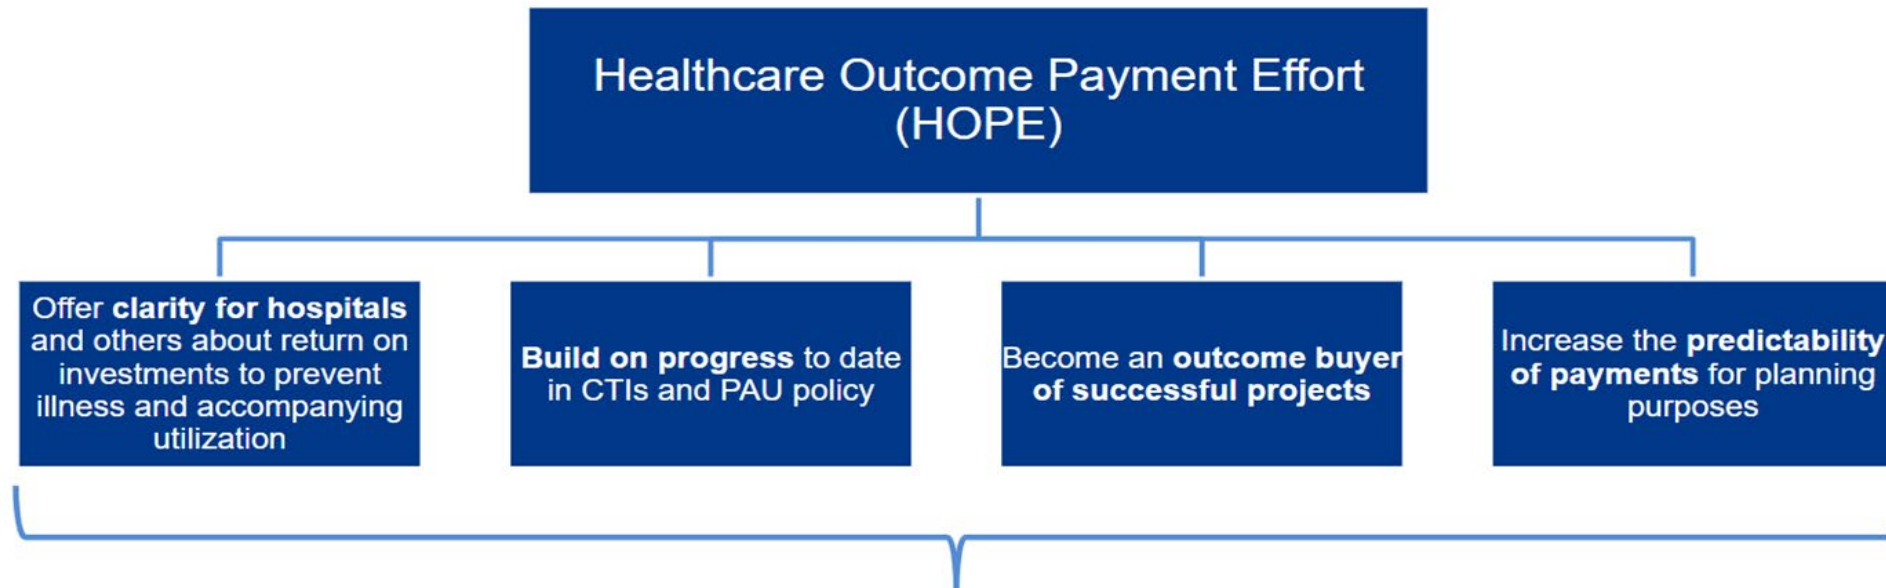 Healthcare Outcome Payment Effort
(HOPE)
Offer clarity for hospitals
and others about return on
investments to prevent
illness and accompanying
utilization
Build on progress to date
in CTIs and PAU policy
Become an outcome buyer
of successful projects
Increase the predictability
of payments for planning
purposes